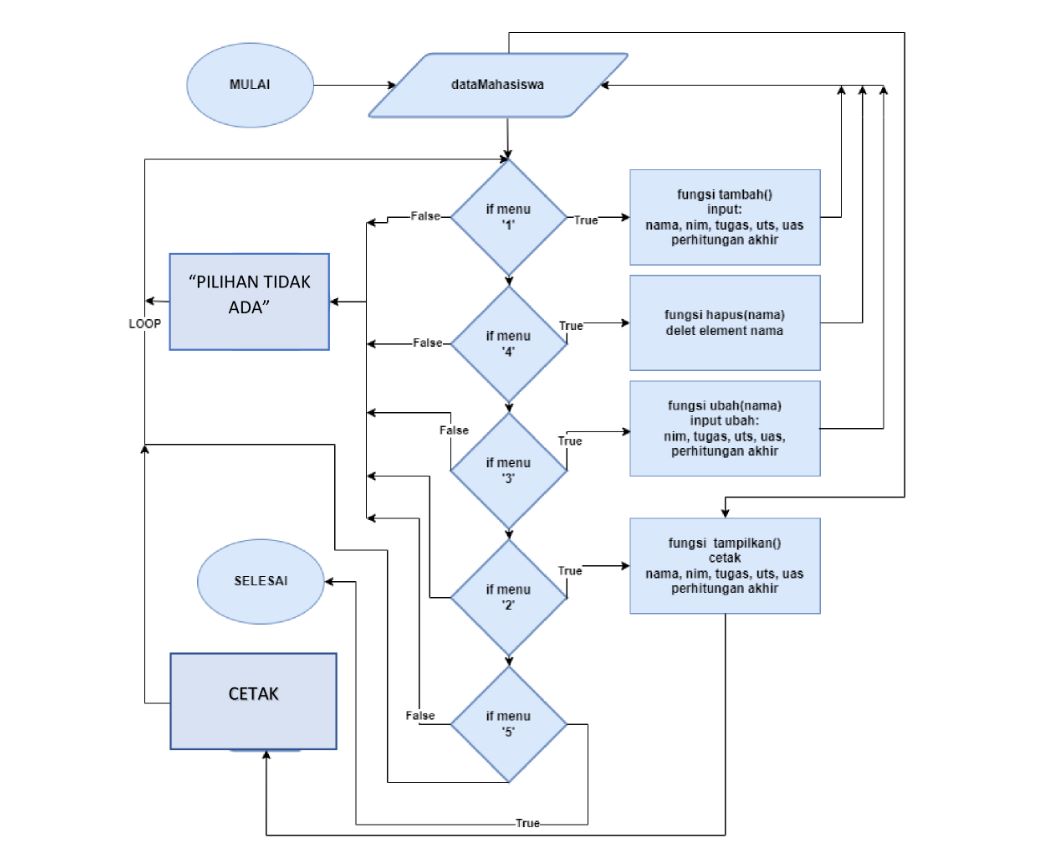 MULAI
dataMahasiswa
if menu
'1'
False
True
fungsi tambah()
input:
nama, nim, tugas, uts, uas
perhitungan akhir
“PILIHAN TIDAK
ADA”
LOOP
if menu
'4'
False
True
fungsi hapus(nama)
delet element nama
if menu
'3'
False
True
fungsi ubah(nama)
input ubah:
nim, tugas, uts, uas,
perhitungan akhir
if menu
'2'
True
fungsi tampilkan()
cetak
nama, nim, tugas, uts, uas
perhitungan akhir
SELESAI
CETAK
if menu
'5'
False
True